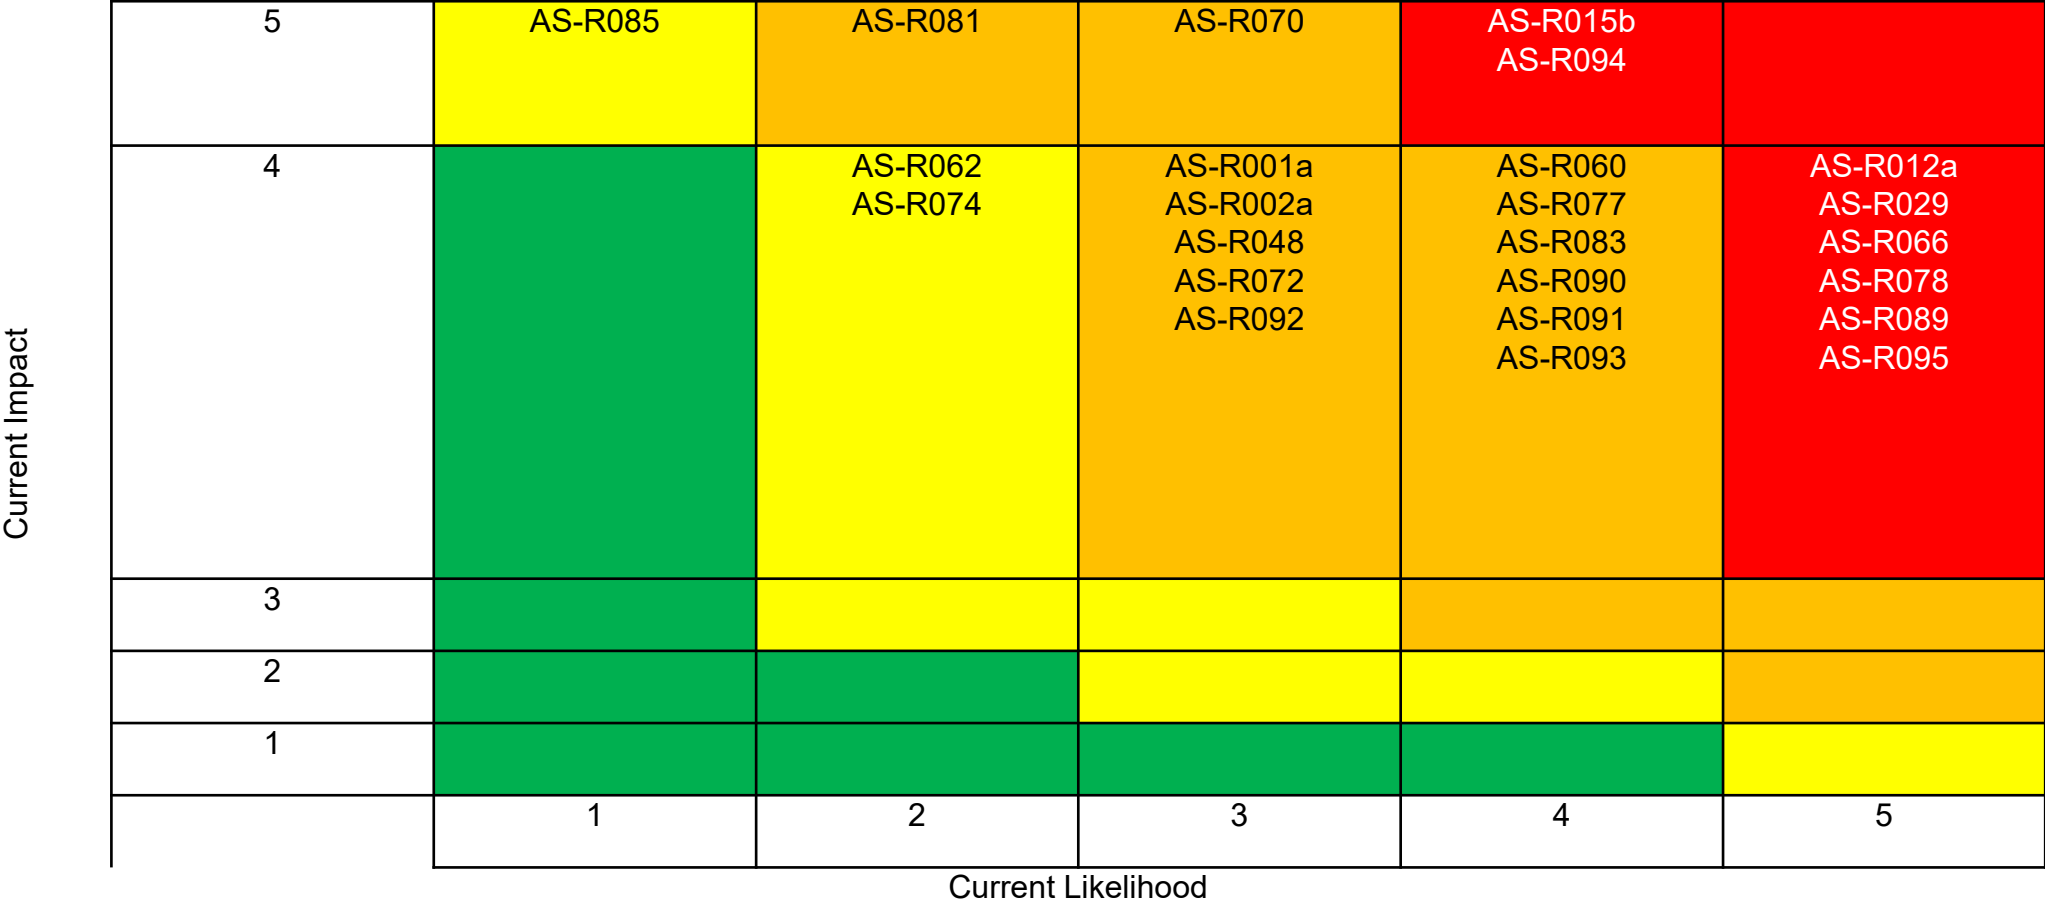 5
AS-R085
AS-R081
AS-R070
AS-R015b
AS-R094
4
AS-R062
AS-R074
AS-R001a
AS-R002a
AS-R048
AS-R072
AS-R092
AS-R060
AS-R077
AS-R083
AS-R090
AS-R091
AS-R093
AS-R012a
AS-R029
AS-R066
AS-R078
AS-R089
AS-R095
Current Impact
3
2
1
1
2
3
4
5
Current Likelihood